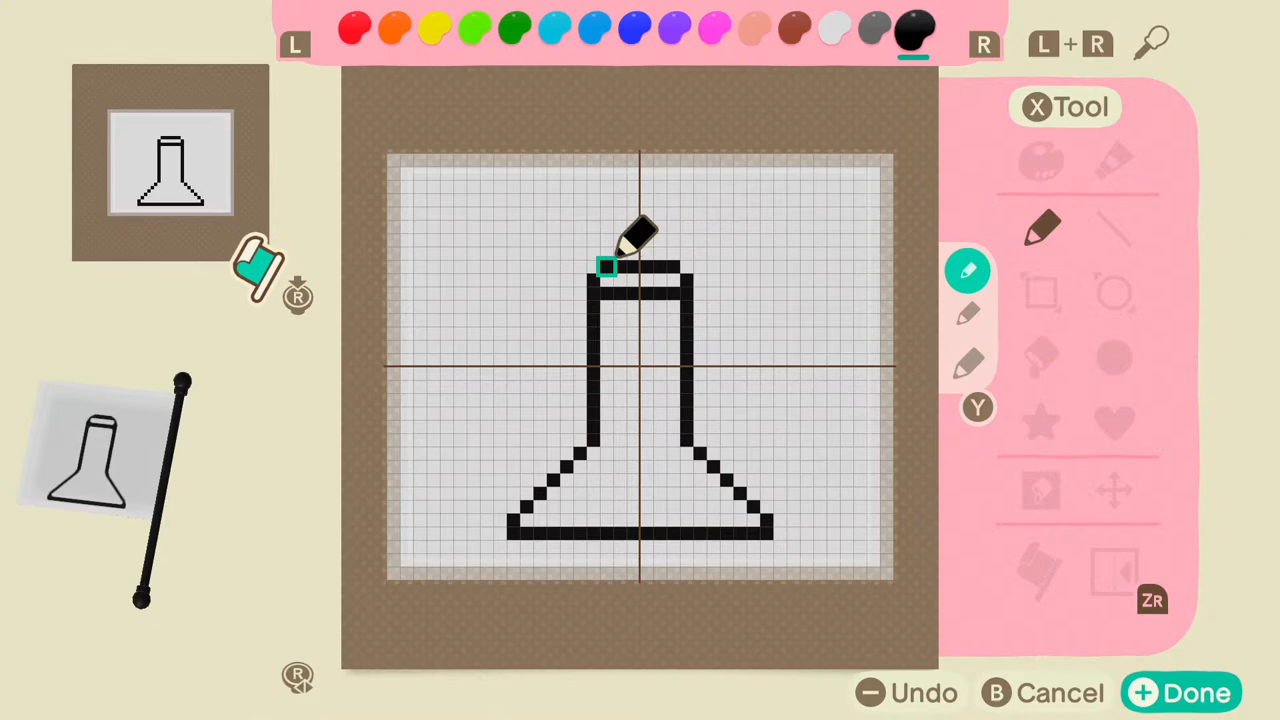 L
R
L + R
X Tool
R
Y
ZR
R
− Undo
B Cancel
+ Done